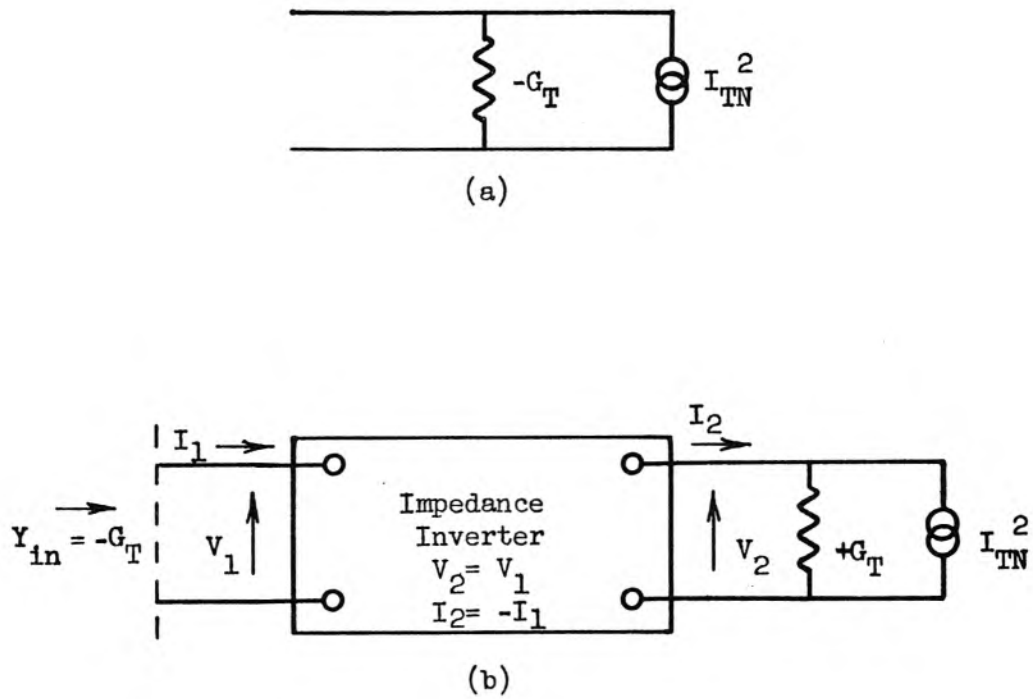 -G_T
I_TN^2
(a)
I_1
I_2
Impedance
Inverter
V_2= V_1
I_2= -I_1
Y_in = -G_T
V_1
V_2
+G_T
I_TN^2
(b)